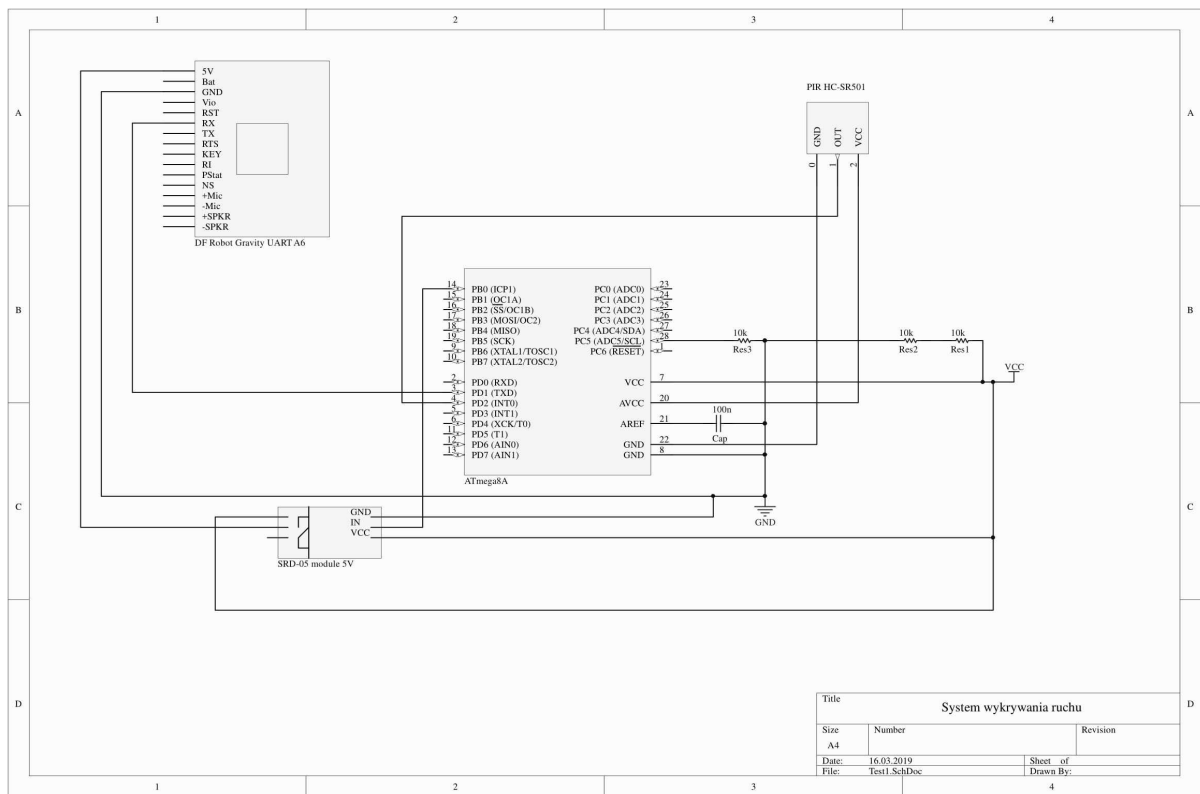 1 2 3 4
A A
B B
C C
D D
1 2 3 4
5V
Bat
GND
Vio
RST
RX
TX
RTS
KEY
RI
PStat
NS
+Mic
-Mic
+SPKR
-SPKR
DF Robot Gravity UART A6
PIR HC-SR501
GND
OUT
VCC
0
1
2
14 PB0 (ICP1)
15 PB1 (OC1A)
16 PB2 (SS/OC1B)
17 PB3 (MOSI/OC2)
18 PB4 (MISO)
19 PB5 (SCK)
9 PB6 (XTAL1/TOSC1)
10 PB7 (XTAL2/TOSC2)
2 PD0 (RXD)
3 PD1 (TXD)
4 PD2 (INT0)
5 PD3 (INT1)
6 PD4 (XCK/T0)
11 PD5 (T1)
12 PD6 (AIN0)
13 PD7 (AIN1)
PC0 (ADC0) 23
PC1 (ADC1) 24
PC2 (ADC2) 25
PC3 (ADC3) 26
PC4 (ADC4/SDA) 27
PC5 (ADC5/SCL) 28
PC6 (RESET) 1
VCC 7
AVCC 20
AREF 21
GND 22
GND 8
ATmega8A
10k
Res3
10k
Res2
10k
Res1
VCC
100n
Cap
GND
GND
IN
VCC
SRD-05 module 5V
Title
System wykrywania ruchu
Size Number Revision
A4
Date: 16.03.2019 Sheet of
File: Test1.SchDoc Drawn By: